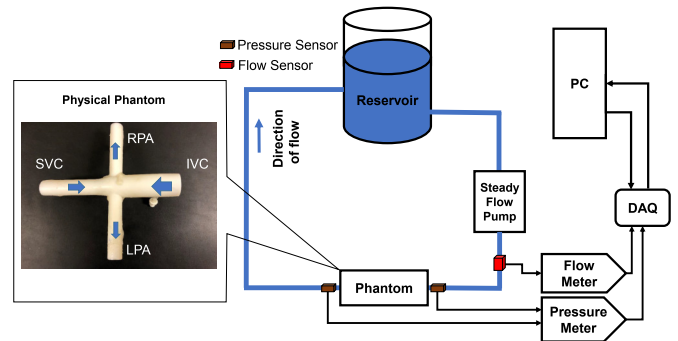 Pressure Sensor
Flow Sensor
Reservoir
PC
Physical Phantom
Direction
of flow
RPA
SVC
IVC
LPA
Steady
Flow
Pump
DAQ
Phantom
Flow
Meter
Pressure
Meter